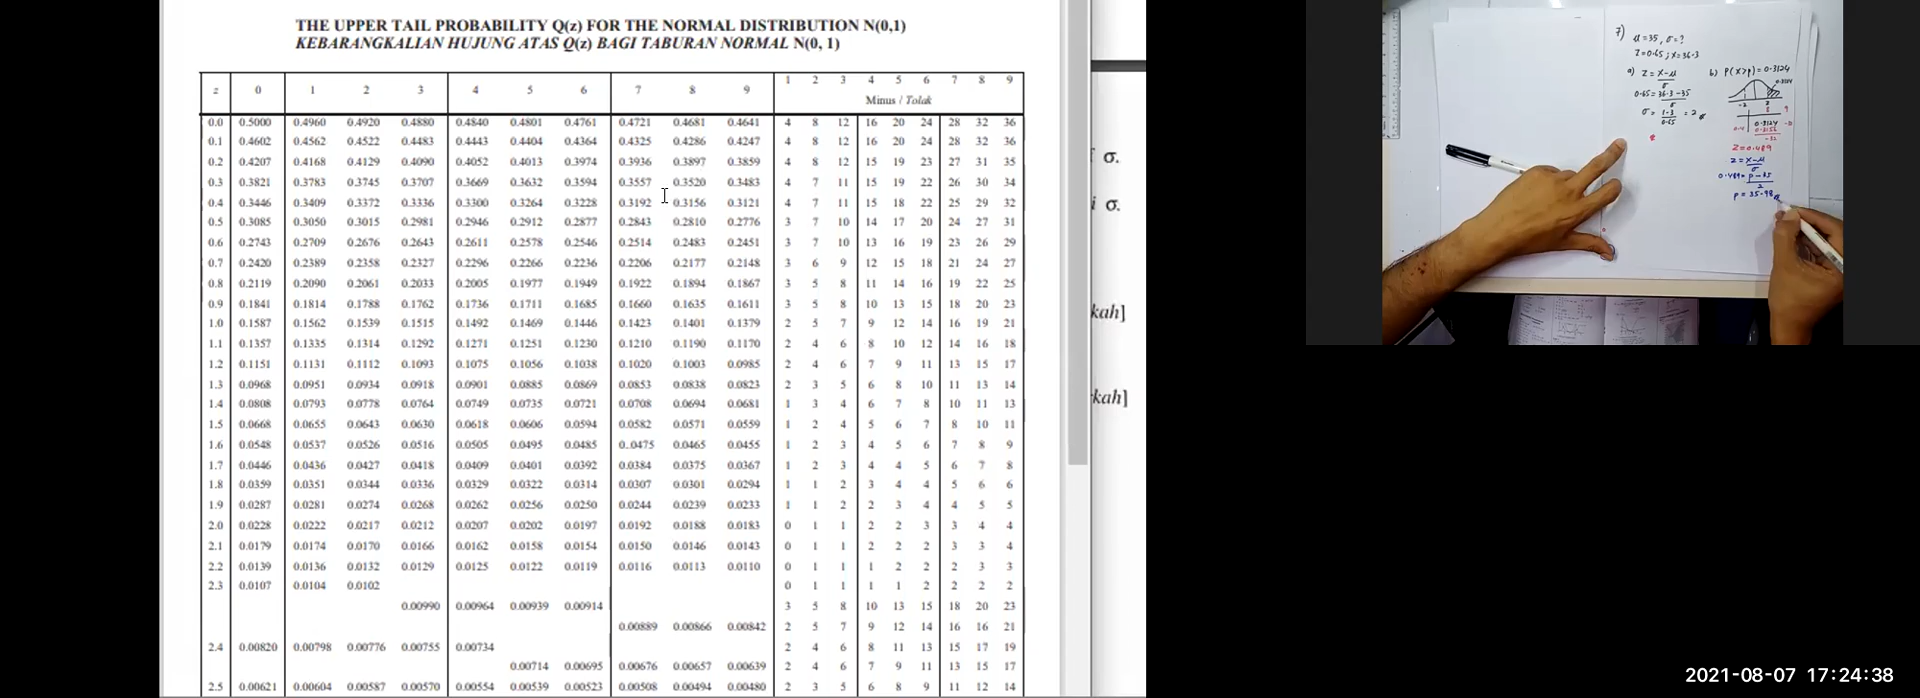 THE UPPER TAIL PROBABILITY Q(z) FOR THE NORMAL DISTRIBUTION N(0,1)
KEBARANGKALIAN HUJUNG ATAS Q(z) BAGI TABURAN NORMAL N(0, 1)
z 0 1 2 3 4 5 6 7 8 9 1 2 3 4 5 6 7 8 9
Minus / Tolak
0.0 0.5000 0.4960 0.4920 0.4880 0.4840 0.4801 0.4761 0.4721 0.4681 0.4641 4 8 12 16 20 24 28 32 36
0.1 0.4602 0.4562 0.4522 0.4483 0.4443 0.4404 0.4364 0.4325 0.4286 0.4247 4 8 12 16 20 24 28 32 36
0.2 0.4207 0.4168 0.4129 0.4090 0.4052 0.4013 0.3974 0.3936 0.3897 0.3859 4 8 12 15 19 23 27 31 35
0.3 0.3821 0.3783 0.3745 0.3707 0.3669 0.3632 0.3594 0.3557 0.3520 0.3483 4 7 11 15 19 22 26 30 34
0.4 0.3446 0.3409 0.3372 0.3336 0.3300 0.3264 0.3228 0.3192 0.3156 0.3121 4 7 11 15 18 22 25 29 32
0.5 0.3085 0.3050 0.3015 0.2981 0.2946 0.2912 0.2877 0.2843 0.2810 0.2776 3 7 10 14 17 20 24 27 31
0.6 0.2743 0.2709 0.2676 0.2643 0.2611 0.2578 0.2546 0.2514 0.2483 0.2451 3 7 10 13 16 19 23 26 29
0.7 0.2420 0.2389 0.2358 0.2327 0.2296 0.2266 0.2236 0.2206 0.2177 0.2148 3 6 9 12 15 18 21 24 27
0.8 0.2119 0.2090 0.2061 0.2033 0.2005 0.1977 0.1949 0.1922 0.1894 0.1867 3 5 8 11 14 16 19 22 25
0.9 0.1841 0.1814 0.1788 0.1762 0.1736 0.1711 0.1685 0.1660 0.1635 0.1611 3 5 8 10 13 15 18 20 23
1.0 0.1587 0.1562 0.1539 0.1515 0.1492 0.1469 0.1446 0.1423 0.1401 0.1379 2 5 7 9 12 14 16 19 21
1.1 0.1357 0.1335 0.1314 0.1292 0.1271 0.1251 0.1230 0.1210 0.1190 0.1170 2 4 6 8 10 12 14 16 18
1.2 0.1151 0.1131 0.1112 0.1093 0.1075 0.1056 0.1038 0.1020 0.1003 0.0985 2 4 6 7 9 11 13 15 17
1.3 0.0968 0.0951 0.0934 0.0918 0.0901 0.0885 0.0869 0.0853 0.0838 0.0823 2 3 5 6 8 10 11 13 14
1.4 0.0808 0.0793 0.0778 0.0764 0.0749 0.0735 0.0721 0.0708 0.0694 0.0681 1 3 4 6 7 8 10 11 13
1.5 0.0668 0.0655 0.0643 0.0630 0.0618 0.0606 0.0594 0.0582 0.0571 0.0559 1 2 4 5 6 7 8 10 11
1.6 0.0548 0.0537 0.0526 0.0516 0.0505 0.0495 0.0485 0..0475 0.0465 0.0455 1 2 3 4 5 6 7 8 9
1.7 0.0446 0.0436 0.0427 0.0418 0.0409 0.0401 0.0392 0.0384 0.0375 0.0367 1 2 3 4 4 5 6 7 8
1.8 0.0359 0.0351 0.0344 0.0336 0.0329 0.0322 0.0314 0.0307 0.0301 0.0294 1 1 2 3 4 4 5 6 6
1.9 0.0287 0.0281 0.0274 0.0268 0.0262 0.0256 0.0250 0.0244 0.0239 0.0233 1 1 2 2 3 4 4 5 5
2.0 0.0228 0.0222 0.0217 0.0212 0.0207 0.0202 0.0197 0.0192 0.0188 0.0183 0 1 1 2 2 3 3 4 4
2.1 0.0179 0.0174 0.0170 0.0166 0.0162 0.0158 0.0154 0.0150 0.0146 0.0143 0 1 1 2 2 2 3 3 4
2.2 0.0139 0.0136 0.0132 0.0129 0.0125 0.0122 0.0119 0.0116 0.0113 0.0110 0 1 1 1 2 2 2 3 3
2.3 0.0107 0.0104 0.0102 0 1 1 1 1 2 2 2 2
0.00990 0.00964 0.00939 0.00914 3 5 8 10 13 15 18 20 23
0.00889 0.00866 0.00842 2 5 7 9 12 14 16 16 21
2.4 0.00820 0.00798 0.00776 0.00755 0.00734 2 4 6 8 11 13 15 17 19
0.00714 0.00695 0.00676 0.00657 0.00639 2 4 6 7 9 11 13 15 17
2.5 0.00621 0.00604 0.00587 0.00570 0.00554 0.00539 0.00523 0.00508 0.00494 0.00480 2 3 5 6 8 9 11 12 14
σ.
σ.
kah]
kah]
7) μ=35, σ=?
Z=0.65; x=36.3
a) Z = x-μ
σ
0.65 = 36.3-35
σ
σ = 1.3 = 2
0.65
b) P(X>p) = 0.3124
0.3124
0.3156
Z=0.489
Z = x-μ
σ
0.489 = p-35
2
p = 35.98
2021-08-07 17:24:38